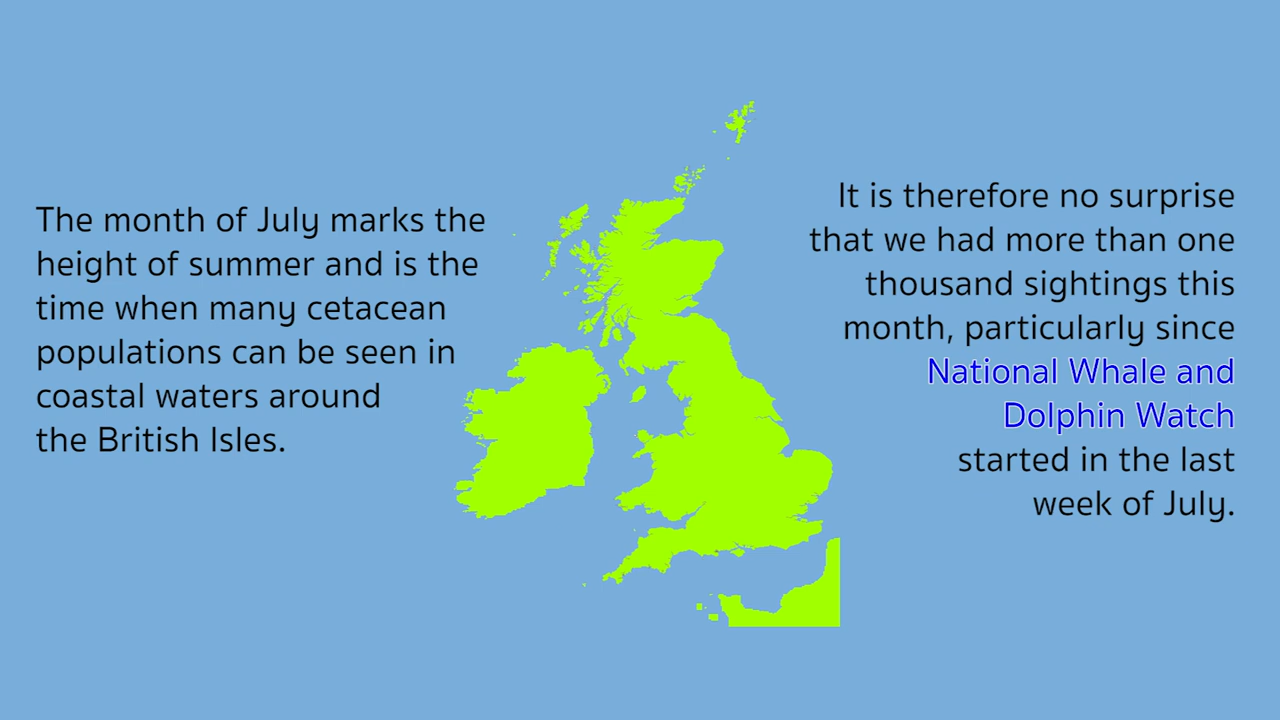 The month of July marks the
height of summer and is the
time when many cetacean
populations can be seen in
coastal waters around
the British Isles.
It is therefore no surprise
that we had more than one
thousand sightings this
month, particularly since
National Whale and
Dolphin Watch
started in the last
week of July.